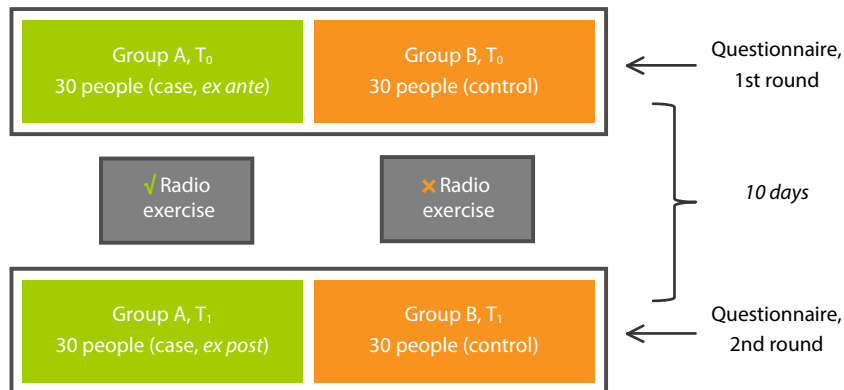 Group A, T₀
30 people (case, ex ante)
Group B, T₀
30 people (control)
Questionnaire,
1st round
√ Radio
exercise
× Radio
exercise
10 days
Group A, T₁
30 people (case, ex post)
Group B, T₁
30 people (control)
Questionnaire,
2nd round